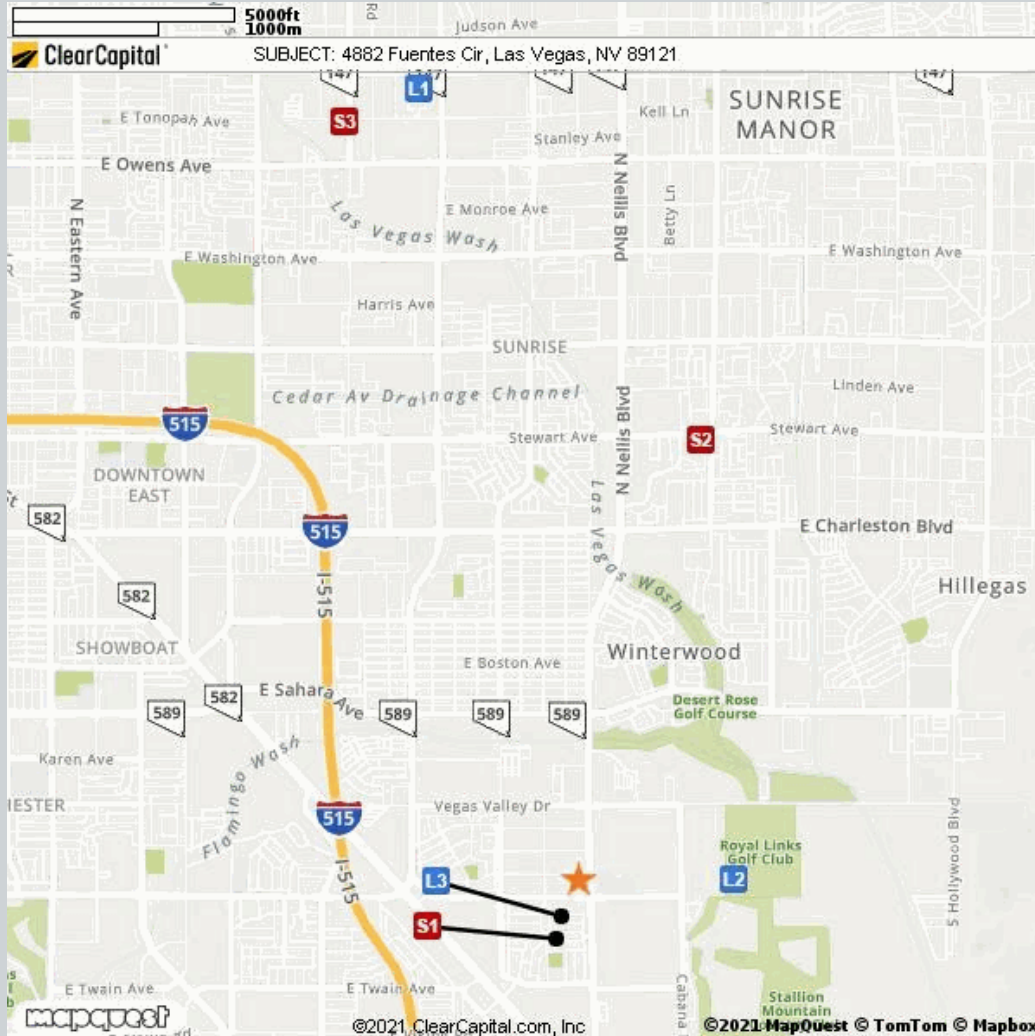 5000ft
1000m
Rd
Judson Ave
ClearCapital
SUBJECT: 4882 Fuentes Cir, Las Vegas, NV 89121
147
147
147
147
L1
S3
E Tonopah Ave
Kell Ln
SUNRISE
MANOR
Stanley Ave
E Owens Ave
N Nellis Blvd
Betty Ln
N Eastern Ave
Las Vegas Wash
E Monroe Ave
E Washington Ave
E Washington Ave
Harris Ave
SUNRISE
Cedar Av Drainage Channel
Linden Ave
515
Stewart Ave
N Nellis Blvd
S2
Stewart Ave
DOWNTOWN
EAST
582
515
Las Vegas Wash
E Charleston Blvd
I-515
582
Hillegas
SHOWBOAT
Winterwood
E Boston Ave
E Sahara Ave
582
589
589
589
589
Desert Rose
Golf Course
Karen Ave
Flamingo Wash
HESTER
515
Vegas Valley Dr
S Hollywood Blvd
Royal Links
Golf Club
I-515
L3
L2
S1
E Twain Ave
E Twain Ave
Cabana
Stallion
Mountain
mapquest
©2021 ClearCapital.com, Inc
©2021 MapQuest © TomTom © Mapbo